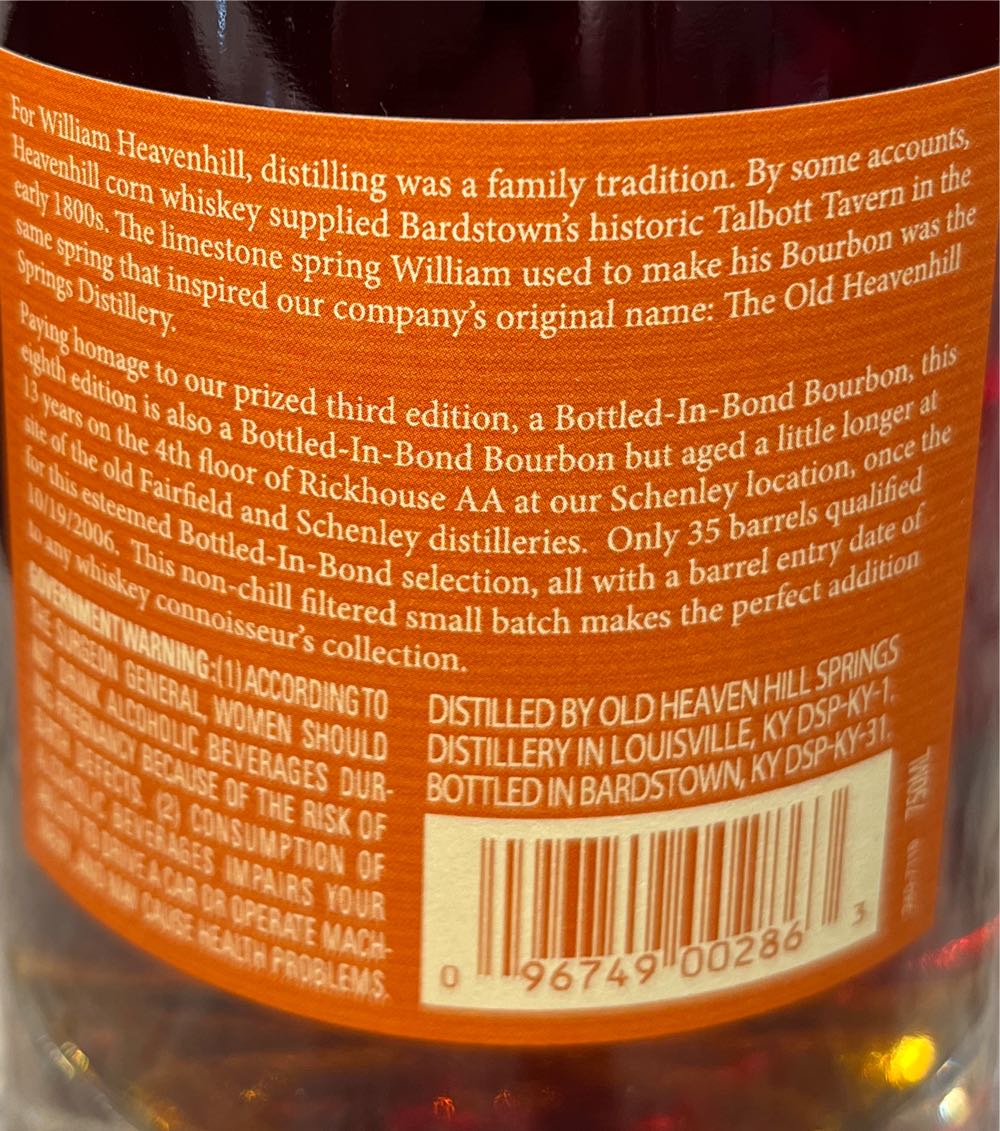 For William Heavenhill, distilling was a family tradition. By some accounts,
Heavenhill corn whiskey supplied Bardstown's historic Talbott Tavern in the
early 1800s. The limestone spring William used to make his Bourbon was the
same spring that inspired our company's original name: The Old Heavenhill
Springs Distillery.
Paying homage to our prized third edition, a Bottled-In-Bond Bourbon, this
eighth edition is also a Bottled-In-Bond Bourbon but aged a little longer at
13 years on the 4th floor of Rickhouse AA at our Schenley location, once the
site of the old Fairfield and Schenley distilleries. Only 35 barrels qualified
for this esteemed Bottled-In-Bond selection, all with a barrel entry date of
10/19/2006. This non-chill filtered small batch makes the perfect addition
to any whiskey connoisseur's collection.
GOVERNMENT WARNING: (1) ACCORDING TO
THE SURGEON GENERAL, WOMEN SHOULD
NOT DRINK ALCOHOLIC BEVERAGES DUR-
ING PREGNANCY BECAUSE OF THE RISK OF
BIRTH DEFECTS. (2) CONSUMPTION OF
ALCOHOLIC BEVERAGES IMPAIRS YOUR
ABILITY TO DRIVE A CAR OR OPERATE MACH-
INERY, AND MAY CAUSE HEALTH PROBLEMS.
DISTILLED BY OLD HEAVEN HILL SPRINGS
DISTILLERY IN LOUISVILLE, KY DSP-KY-1.
BOTTLED IN BARDSTOWN, KY DSP-KY-31.
0 96749 00286 3
750ML